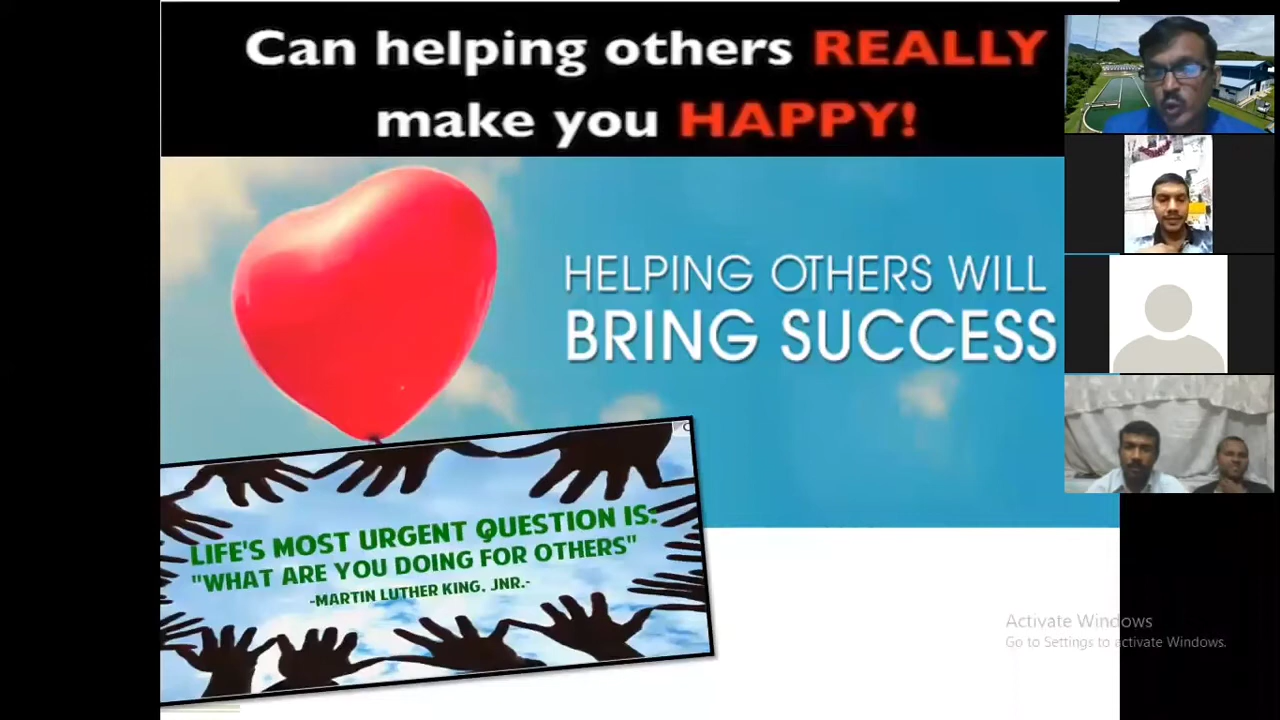 Can helping others REALLY
make you HAPPY!
HELPING OTHERS WILL
BRING SUCCESS
LIFE'S MOST URGENT QUESTION IS:
"WHAT ARE YOU DOING FOR OTHERS"
-MARTIN LUTHER KING, JNR.-
Activate Windows
Go to Settings to activate Windows.